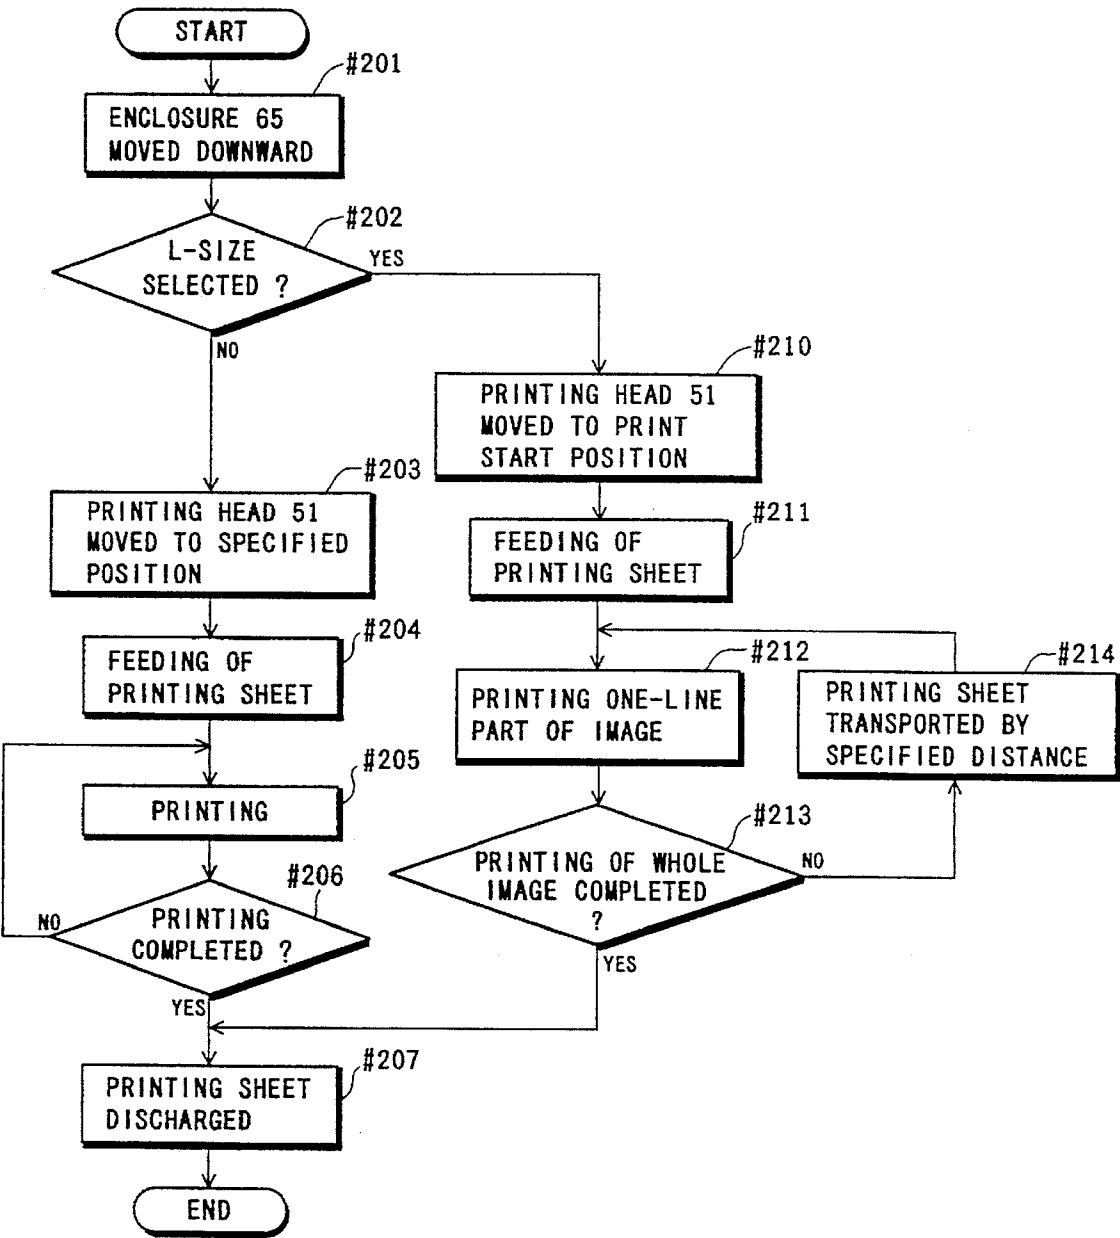 START
#201
ENCLOSURE 65
MOVED DOWNWARD
#202
L-SIZE
SELECTED ?
YES
NO
#210
PRINTING HEAD 51
MOVED TO PRINT
START POSITION
#203
PRINTING HEAD 51
MOVED TO SPECIFIED
POSITION
#211
FEEDING OF
PRINTING SHEET
#204
FEEDING OF
PRINTING SHEET
#212
PRINTING ONE-LINE
PART OF IMAGE
#214
PRINTING SHEET
TRANSPORTED BY
SPECIFIED DISTANCE
#205
PRINTING
#213
PRINTING OF WHOLE
IMAGE COMPLETED
?
NO
YES
#206
PRINTING
COMPLETED ?
NO
YES
#207
PRINTING SHEET
DISCHARGED
END